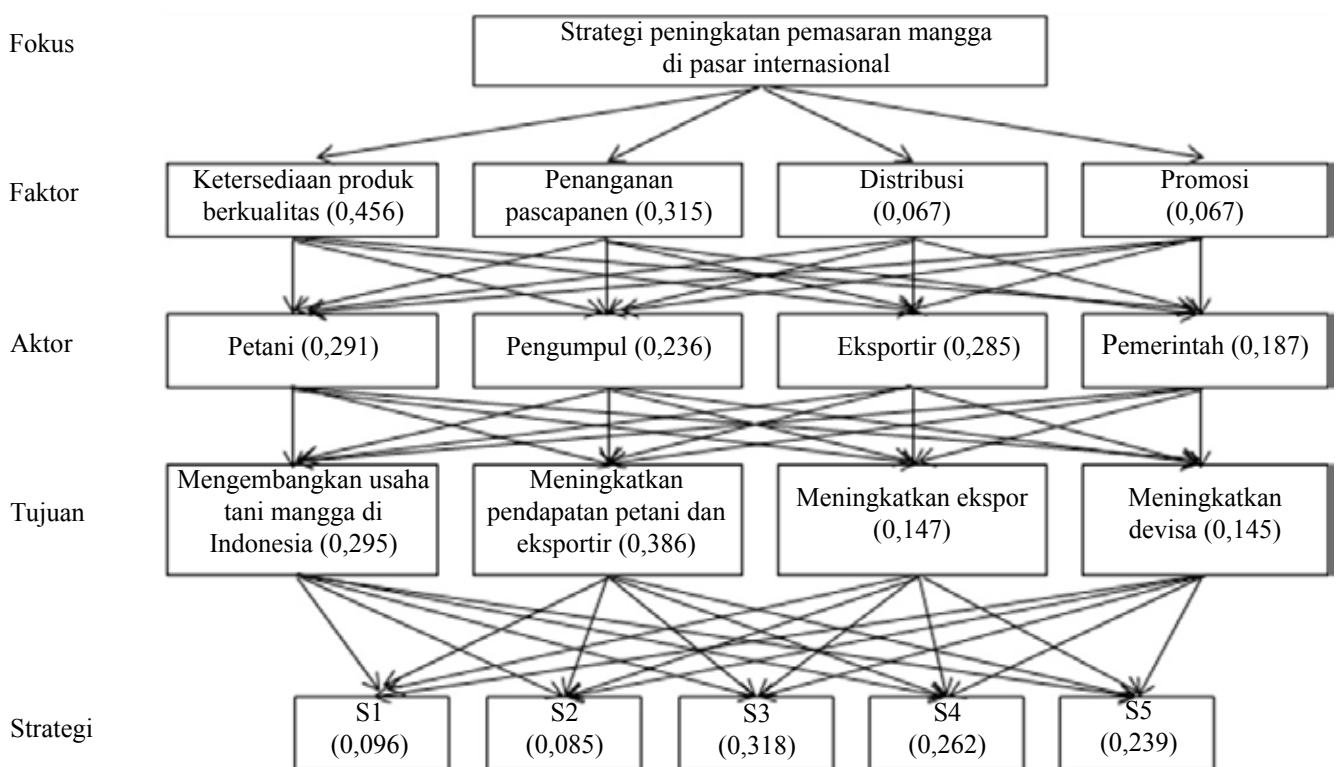 Fokus
Strategi peningkatan pemasaran mangga
di pasar internasional
Faktor
Ketersediaan produk
berkualitas (0,456)
Penanganan
pascapanen (0,315)
Distribusi
(0,067)
Promosi
(0,067)
Aktor
Petani (0,291)
Pengumpul (0,236)
Eksportir (0,285)
Pemerintah (0,187)
Tujuan
Mengembangkan usaha
tani mangga di
Indonesia (0,295)
Meningkatkan
pendapatan petani dan
eksportir (0,386)
Meningkatkan ekspor
(0,147)
Meningkatkan
devisa (0,145)
Strategi
S1
(0,096)
S2
(0,085)
S3
(0,318)
S4
(0,262)
S5
(0,239)